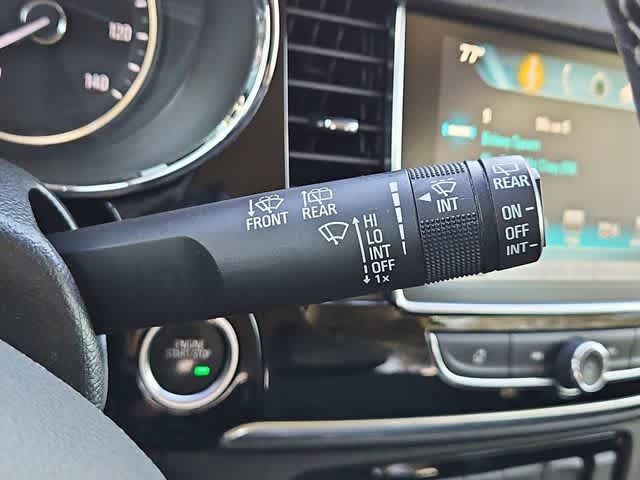 120
140
77°
FRONT
REAR
HI
LO
INT
OFF
1x
INT
REAR
ON
OFF
INT
ENGINE
START/STOP